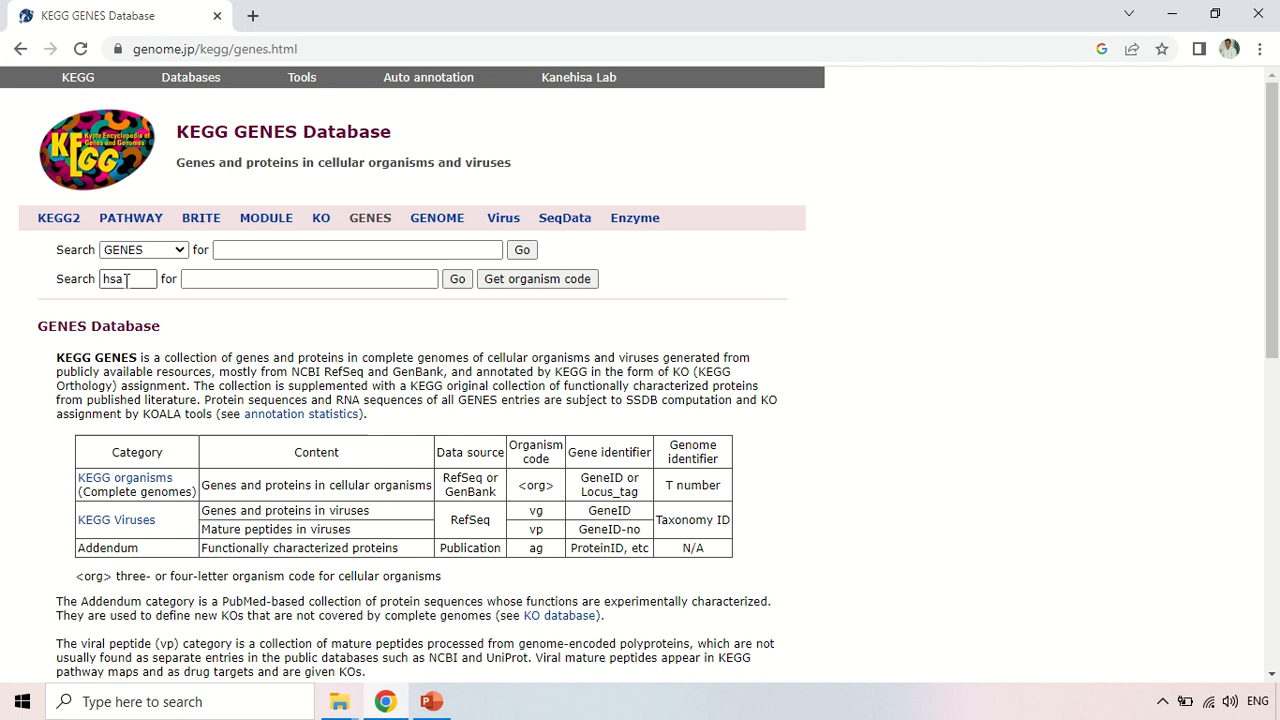 KEGG GENES Database
genome.jp/kegg/genes.html
KEGG Databases Tools Auto annotation Kanehisa Lab
KEGG
Kyoto Encyclopedia of Genes and Genomes
KEGG GENES Database
Genes and proteins in cellular organisms and viruses
KEGG2 PATHWAY BRITE MODULE KO GENES GENOME Virus SeqData Enzyme
Search GENES for Go
Search hsa for Go Get organism code
GENES Database
KEGG GENES is a collection of genes and proteins in complete genomes of cellular organisms and viruses generated from
publicly available resources, mostly from NCBI RefSeq and GenBank, and annotated by KEGG in the form of KO (KEGG
Orthology) assignment. The collection is supplemented with a KEGG original collection of functionally characterized proteins
from published literature. Protein sequences and RNA sequences of all GENES entries are subject to SSDB computation and KO
assignment by KOALA tools (see annotation statistics).
Category Content Data source Organism code Gene identifier Genome identifier
KEGG organisms (Complete genomes) Genes and proteins in cellular organisms RefSeq or GenBank <org> GeneID or Locus_tag T number
KEGG Viruses Genes and proteins in viruses RefSeq vg GeneID Taxonomy ID
Mature peptides in viruses vp GeneID-no
Addendum Functionally characterized proteins Publication ag ProteinID, etc N/A
<org> three- or four-letter organism code for cellular organisms
The Addendum category is a PubMed-based collection of protein sequences whose functions are experimentally characterized.
They are used to define new KOs that are not covered by complete genomes (see KO database).
The viral peptide (vp) category is a collection of mature peptides processed from genome-encoded polyproteins, which are not
usually found as separate entries in the public databases such as NCBI and UniProt. Viral mature peptides appear in KEGG
pathway maps and as drug targets and are given KOs.
Type here to search
ENG